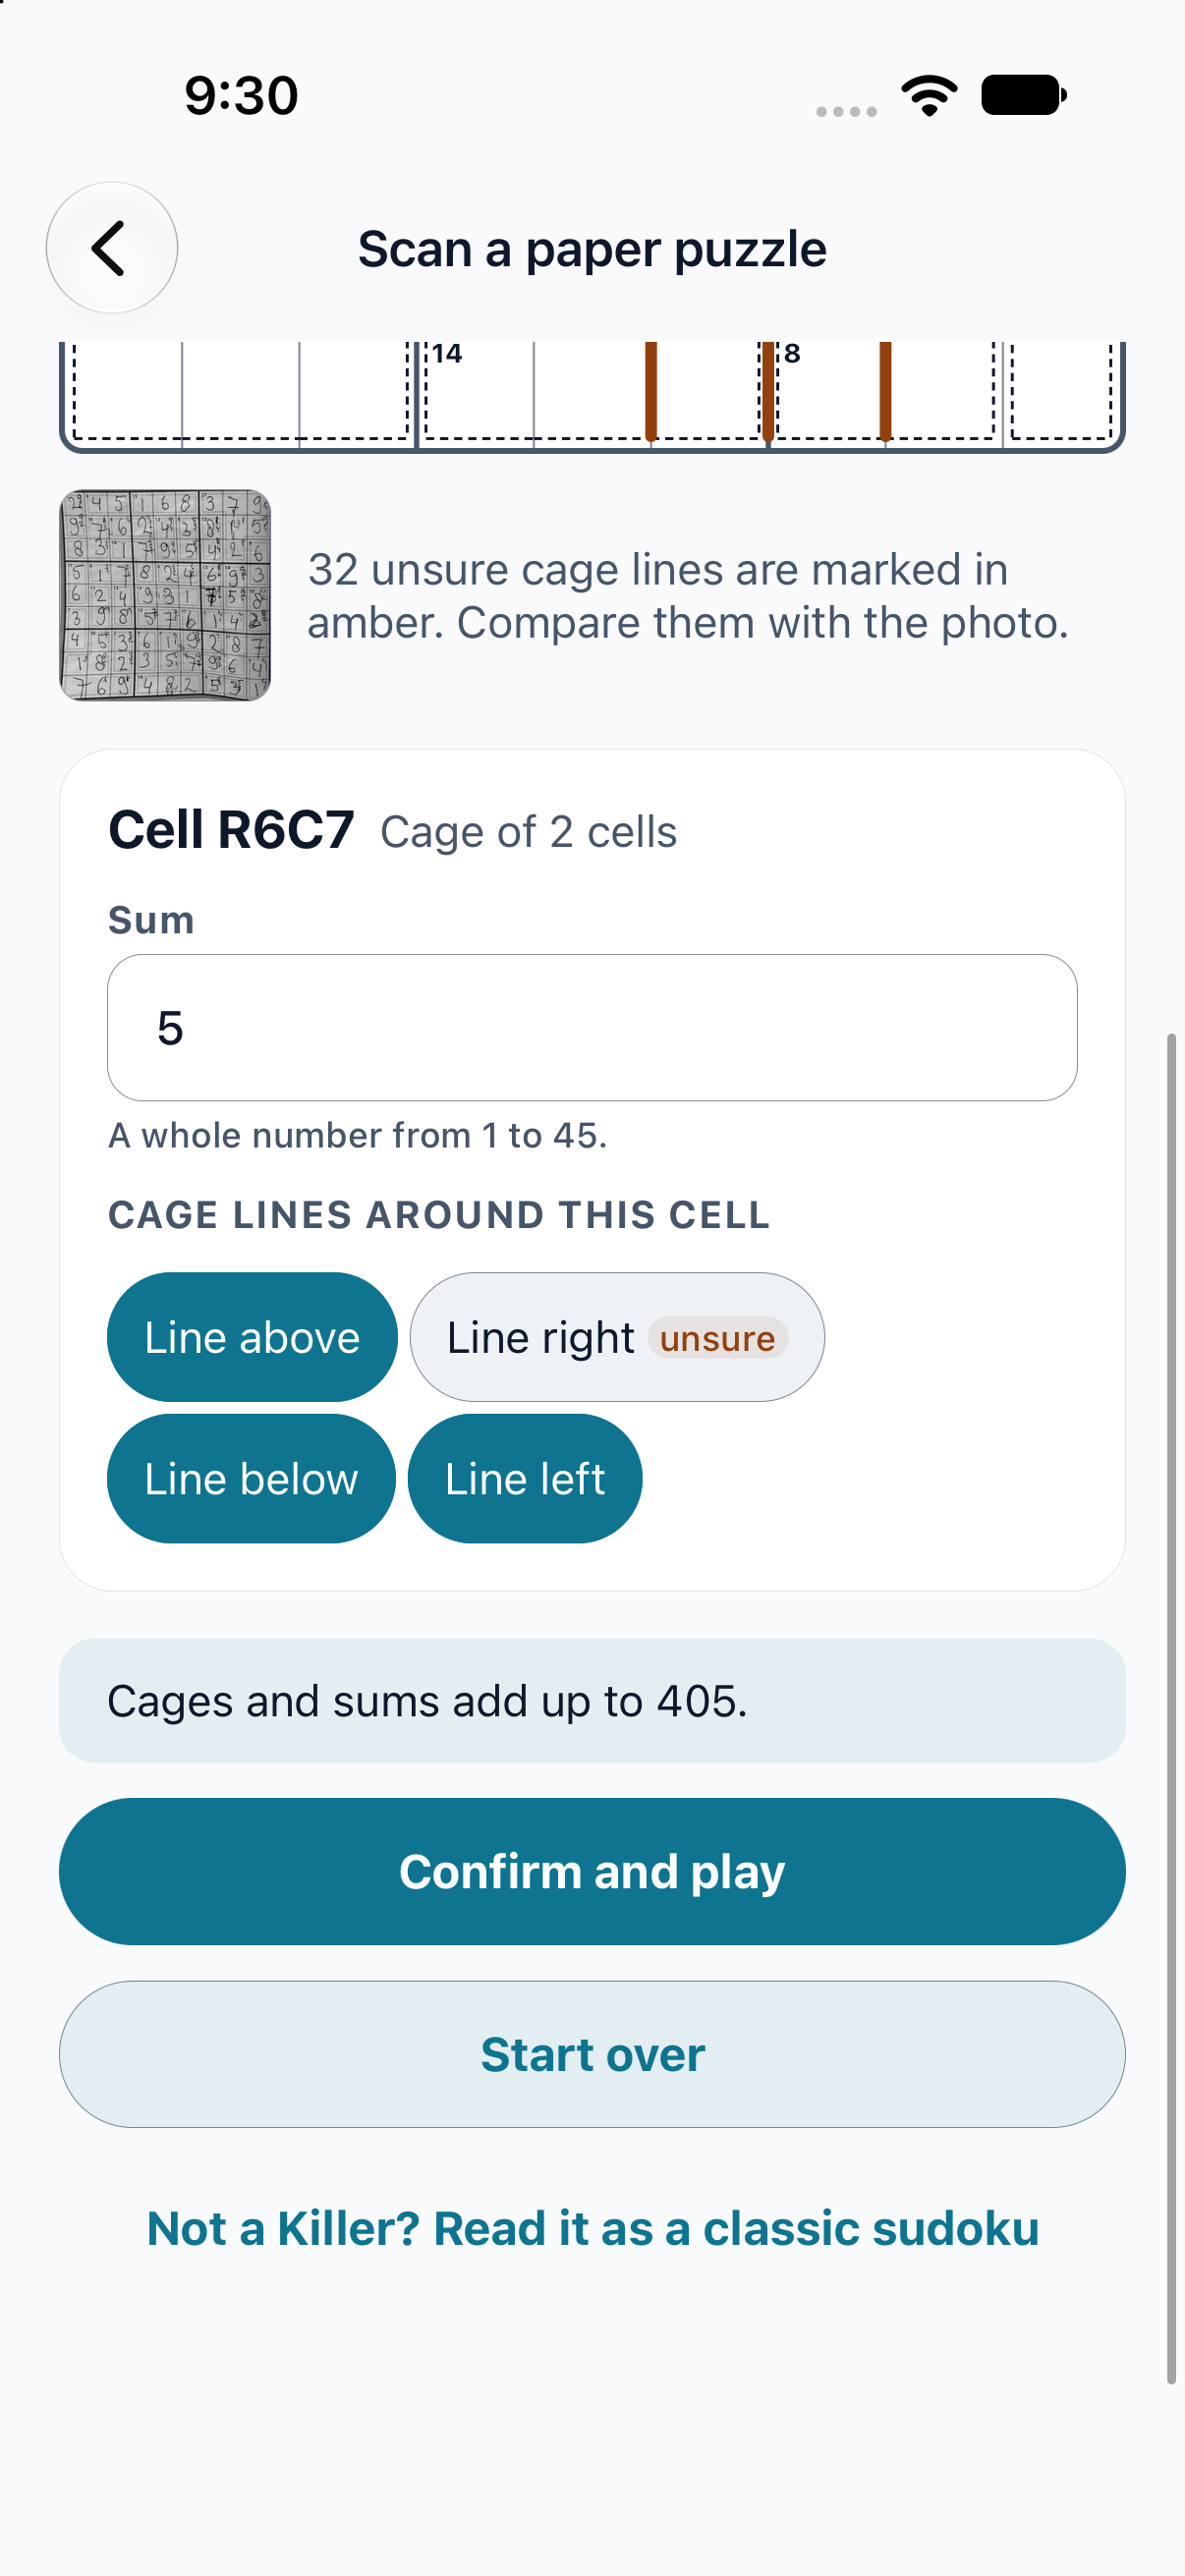 9:30
Scan a paper puzzle
14
8
32 unsure cage lines are marked in
amber. Compare them with the photo.
Cell R6C7 Cage of 2 cells
Sum
5
A whole number from 1 to 45.
CAGE LINES AROUND THIS CELL
Line above
Line right unsure
Line below
Line left
Cages and sums add up to 405.
Confirm and play
Start over
Not a Killer? Read it as a classic sudoku